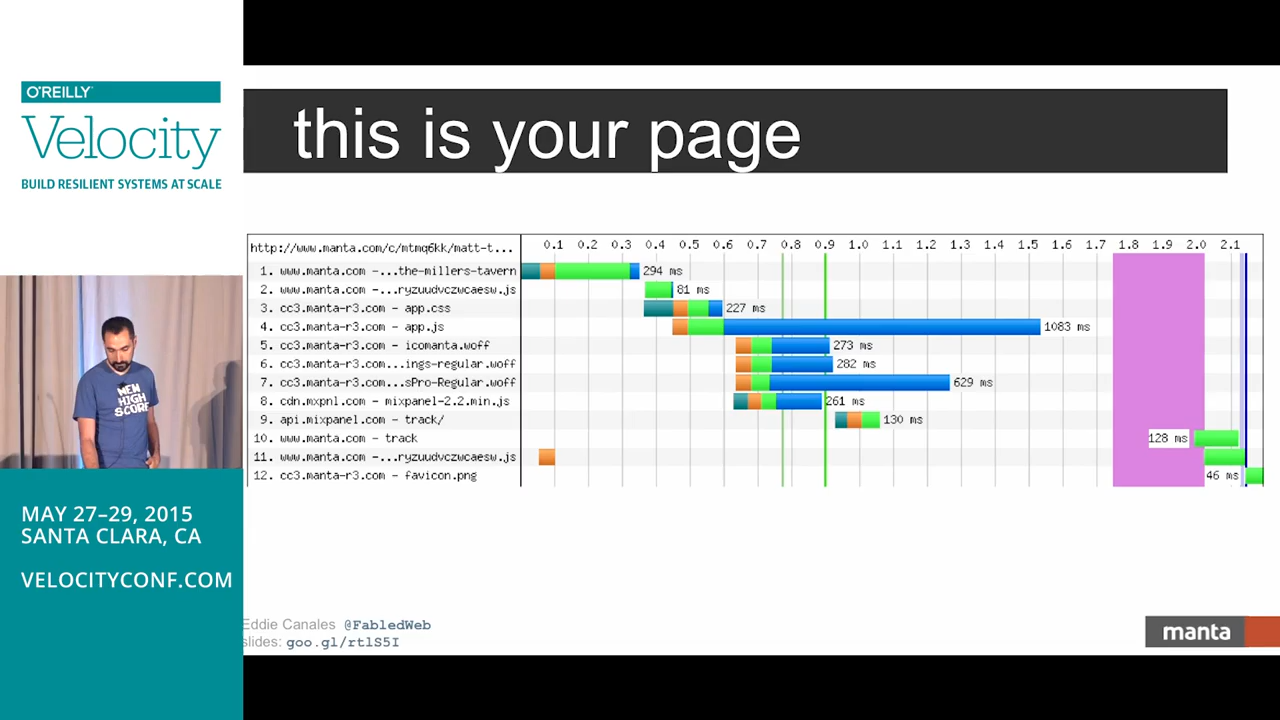 O'REILLY
Velocity
BUILD RESILIENT SYSTEMS AT SCALE
NEW
HIGH
SCORE
MAY 27–29, 2015
SANTA CLARA, CA
VELOCITYCONF.COM
this is your page
http://www.manta.com/c/mtmq6kk/matt-t... 0.1 0.2 0.3 0.4 0.5 0.6 0.7 0.8 0.9 1.0 1.1 1.2 1.3 1.4 1.5 1.6 1.7 1.8 1.9 2.0 2.1
1. www.manta.com -...the-millers-tavern 294 ms
2. www.manta.com -...ryzuudvczwcaesw.js 81 ms
3. cc3.manta-r3.com - app.css 227 ms
4. cc3.manta-r3.com - app.js 1083 ms
5. cc3.manta-r3.com - icomanta.woff 273 ms
6. cc3.manta-r3.com...ings-regular.woff 282 ms
7. cc3.manta-r3.com...sPro-Regular.woff 629 ms
8. cdn.mxpnl.com - mixpanel-2.2.min.js 261 ms
9. api.mixpanel.com - track/ 130 ms
10. www.manta.com - track 128 ms
11. www.manta.com -...ryzuudvczwcaesw.js
12. cc3.manta-r3.com - favicon.png 46 ms
Eddie Canales @FabledWeb
slides: goo.gl/rtlS5I
manta